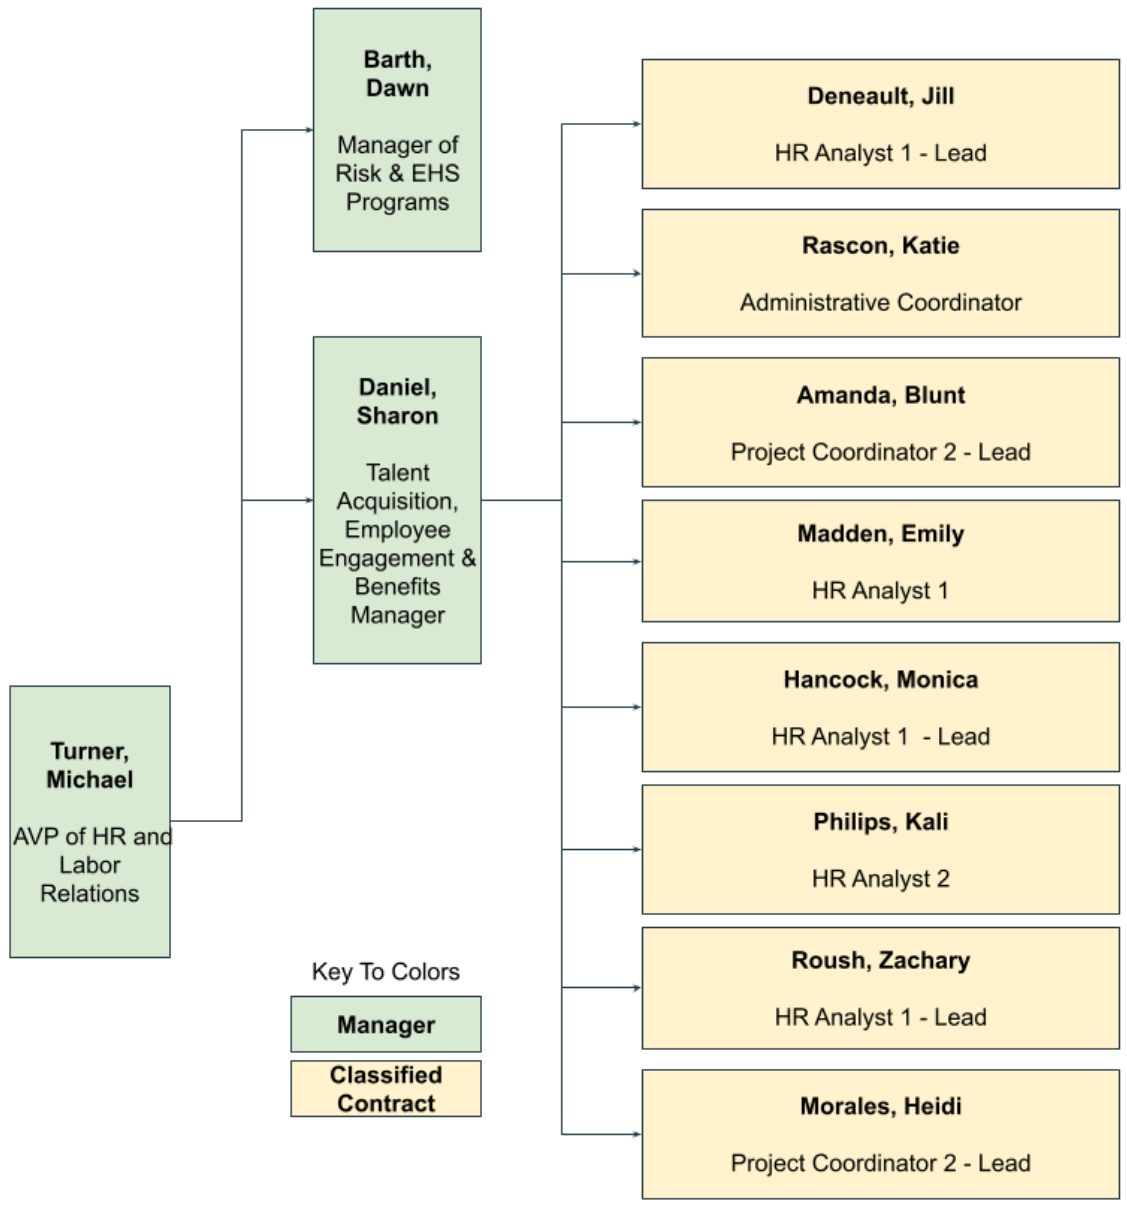 Barth,
Dawn
Manager of
Risk & EHS
Programs
Daniel,
Sharon
Talent
Acquisition,
Employee
Engagement &
Benefits
Manager
Turner,
Michael
AVP of HR and
Labor
Relations
Key To Colors
Manager
Classified
Contract
Deneault, Jill
HR Analyst 1 - Lead
Rascon, Katie
Administrative Coordinator
Amanda, Blunt
Project Coordinator 2 - Lead
Madden, Emily
HR Analyst 1
Hancock, Monica
HR Analyst 1  - Lead
Philips, Kali
HR Analyst 2
Roush, Zachary
HR Analyst 1 - Lead
Morales, Heidi
Project Coordinator 2 - Lead